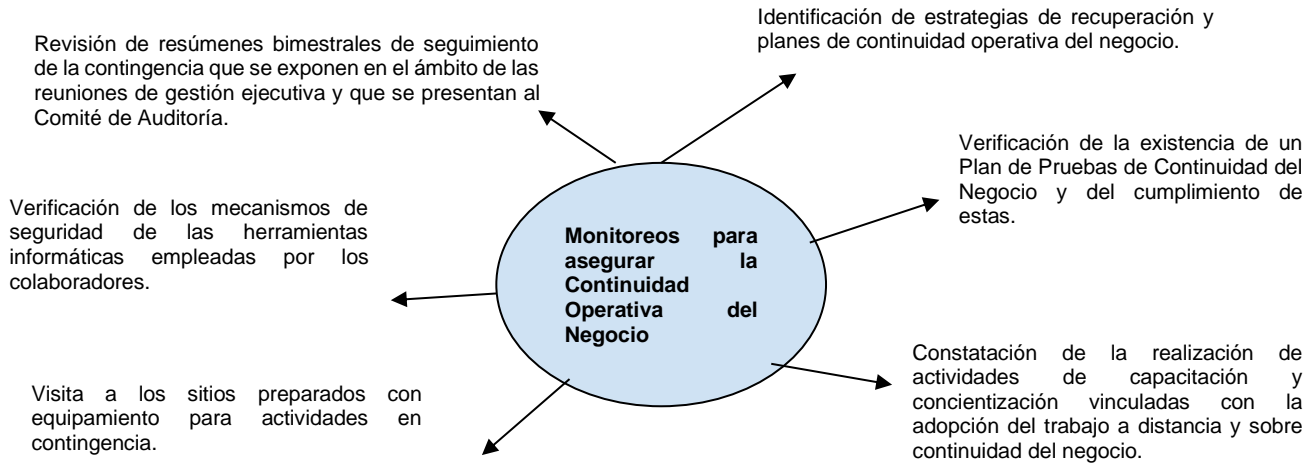 Revisión de resúmenes bimestrales de seguimiento
de la contingencia que se exponen en el ámbito de las
reuniones de gestión ejecutiva y que se presentan al
Comité de Auditoría.
Identificación de estrategias de recuperación y
planes de continuidad operativa del negocio.
Verificación de la existencia de un
Plan de Pruebas de Continuidad del
Negocio y del cumplimiento de
estas.
Verificación de los mecanismos de
seguridad de las herramientas
informáticas empleadas por los
colaboradores.
Monitoreos para
asegurar la
Continuidad
Operativa del
Negocio
Visita a los sitios preparados con
equipamiento para actividades en
contingencia.
Constatación de la realización de
actividades de capacitación y
concientización vinculadas con la
adopción del trabajo a distancia y sobre
continuidad del negocio.